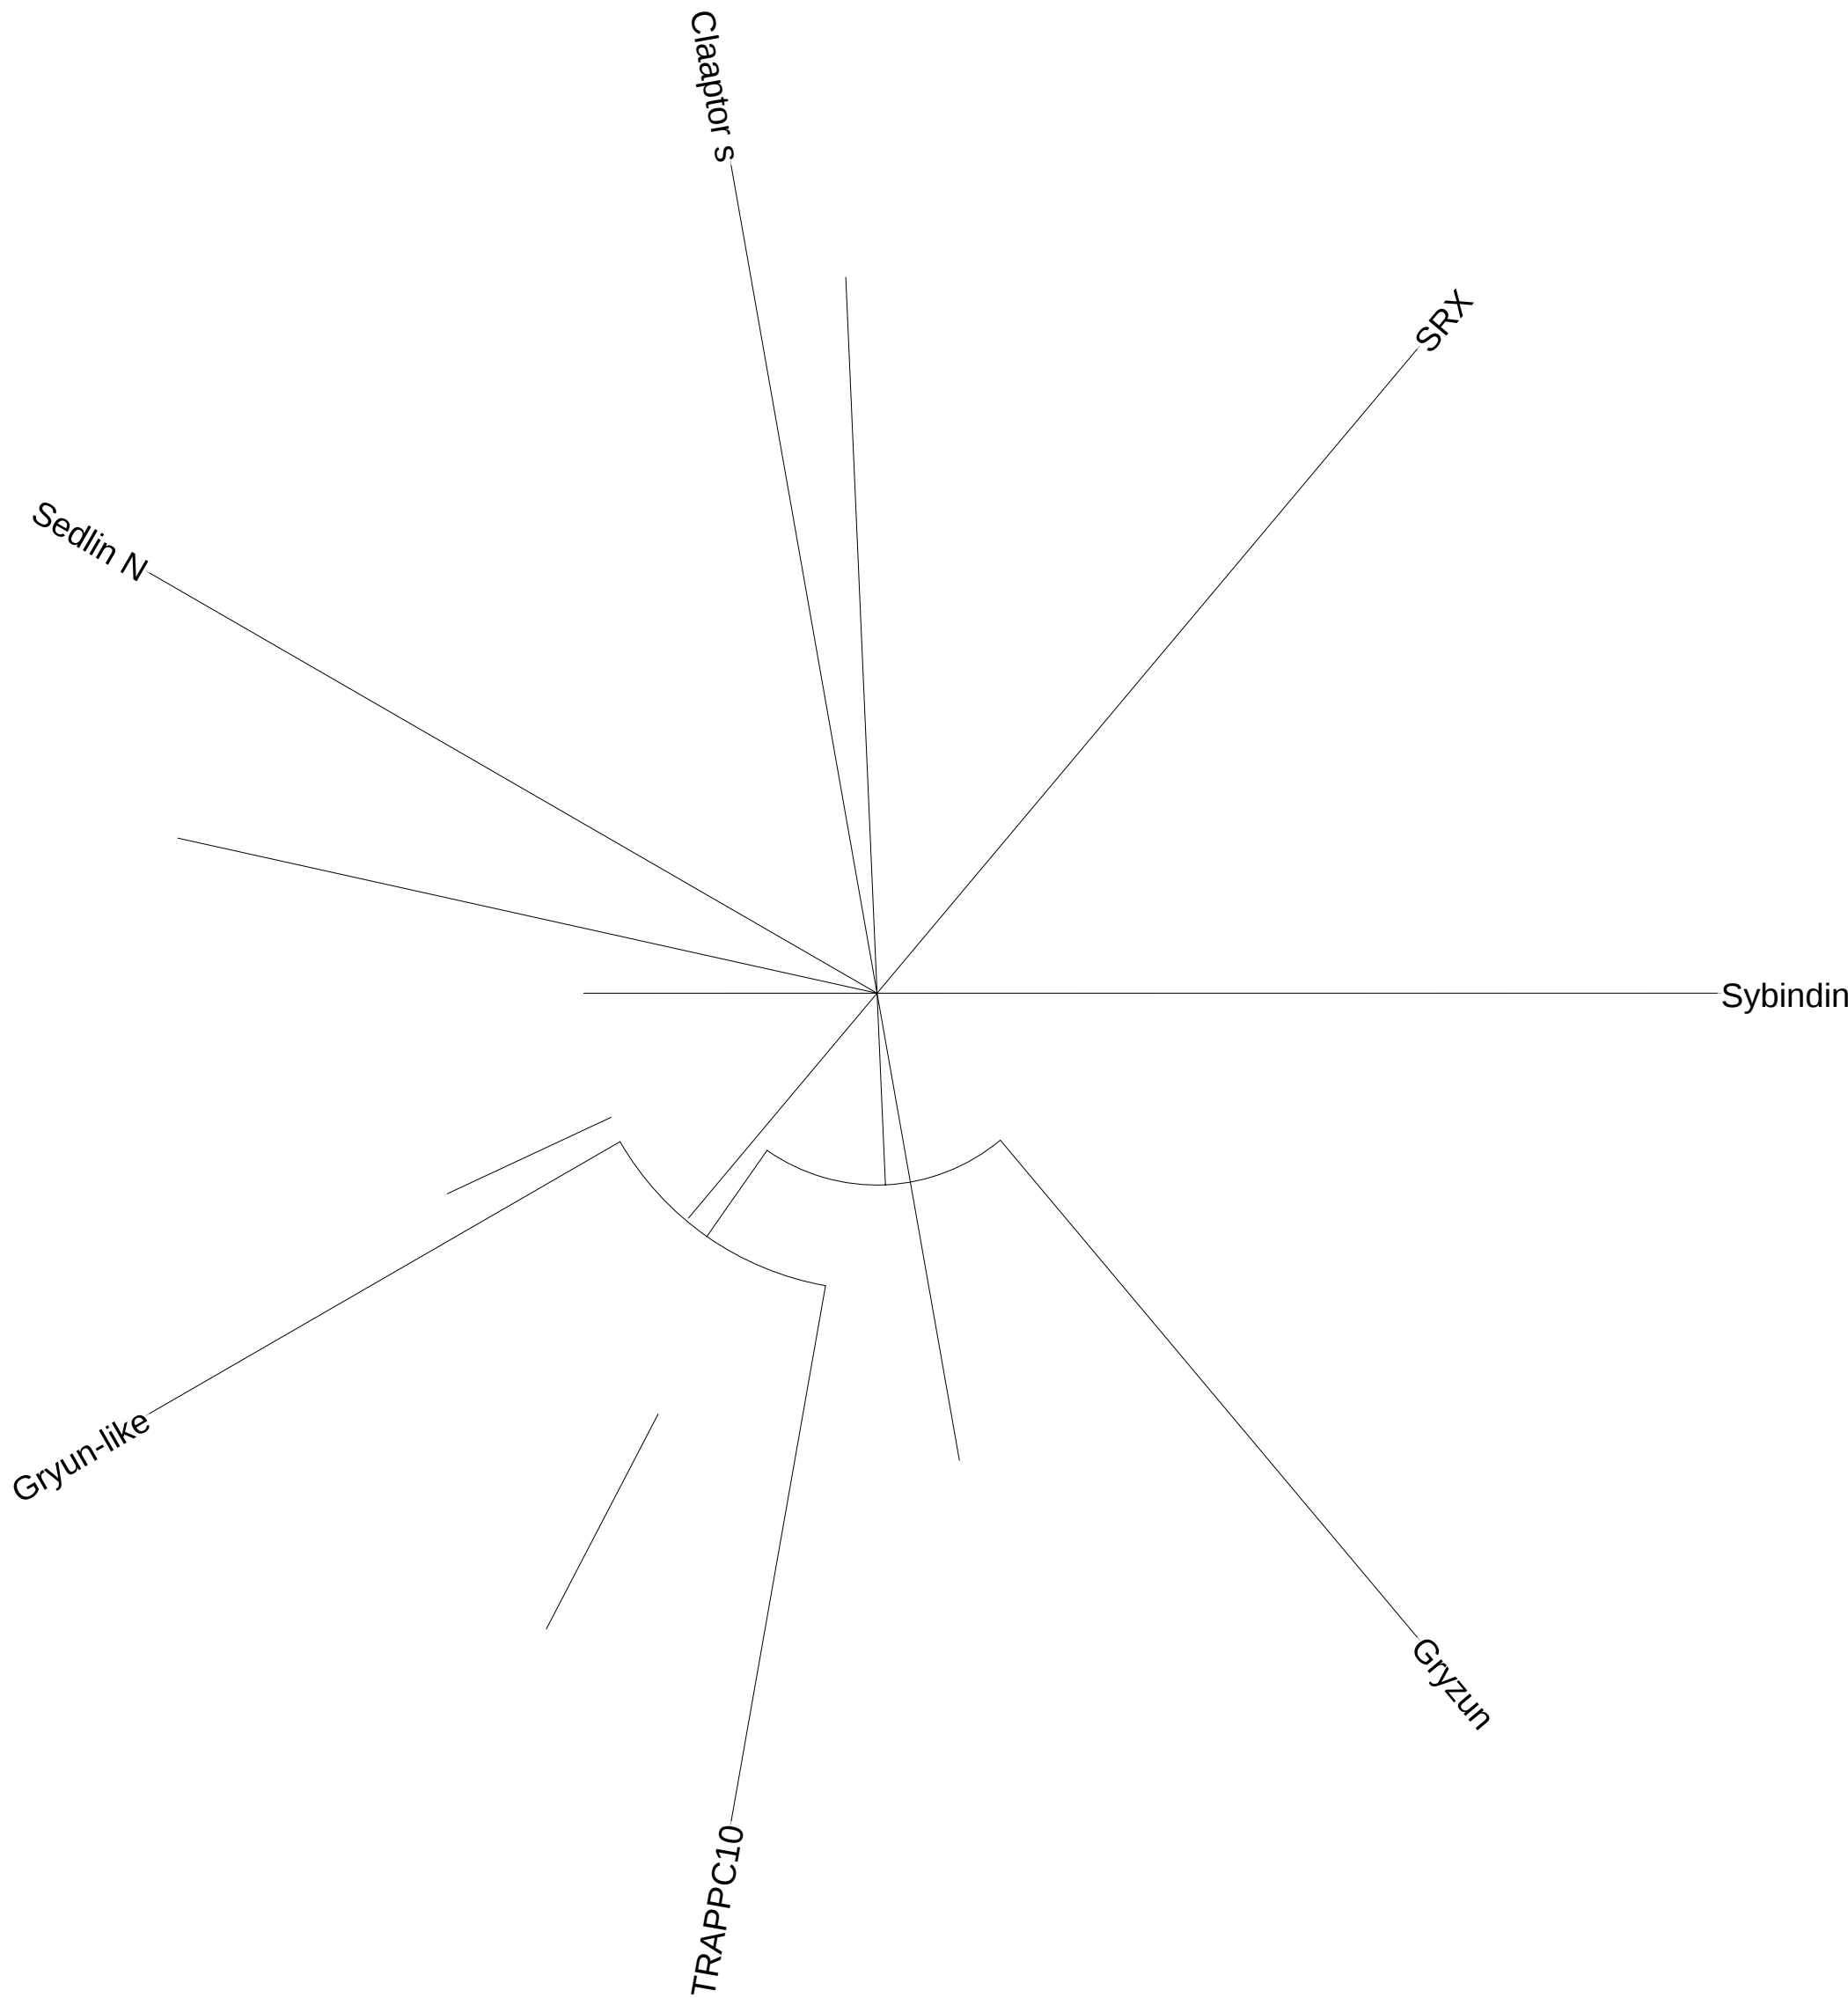 Claaptor s
SRX
Sedlin N
Sybindin
Gryun-like
Gryzun
TRAPPC10